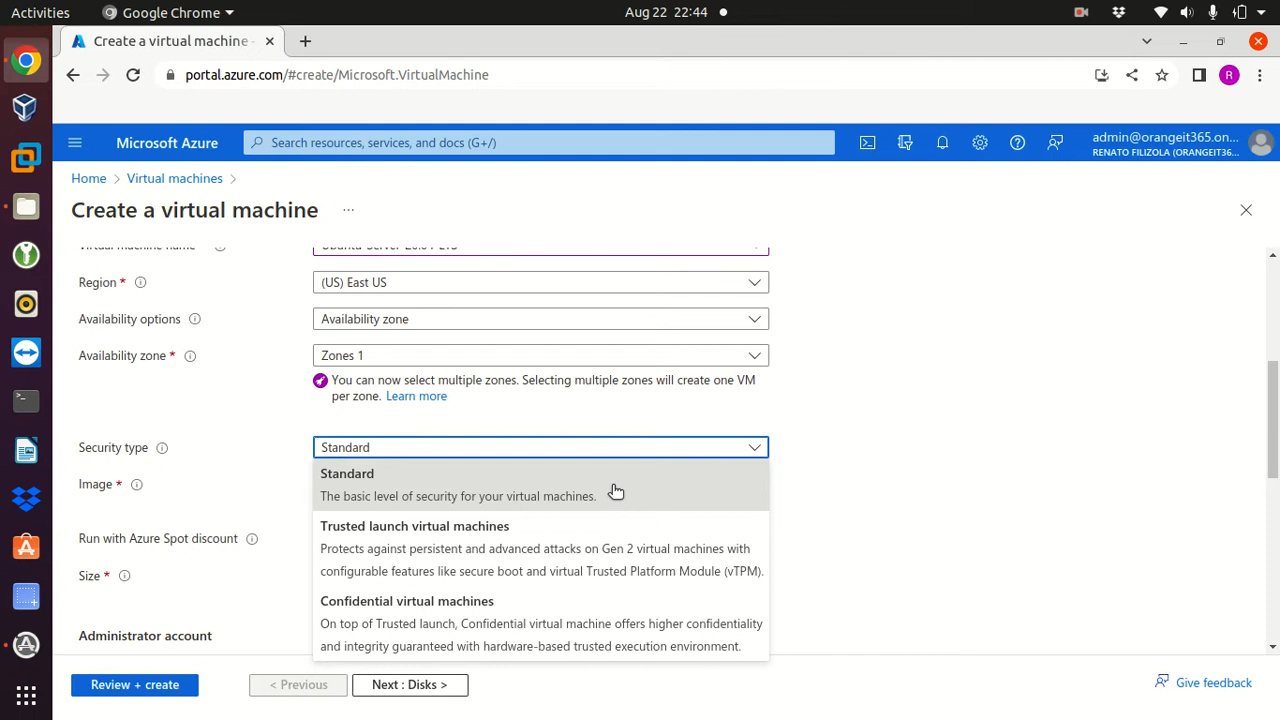 Activities
Google Chrome
Aug 22 22:44
Create a virtual machine -
portal.azure.com/#create/Microsoft.VirtualMachine
R
Microsoft Azure
Search resources, services, and docs (G+/)
admin@orangeit365.on...
RENATO FILIZOLA (ORANGEIT36...
Home > Virtual machines >
Create a virtual machine ...
Virtual machine name
Region *
(US) East US
Availability options
Availability zone
Availability zone *
Zones 1
You can now select multiple zones. Selecting multiple zones will create one VM
per zone. Learn more
Security type
Standard
Standard
The basic level of security for your virtual machines.
Image *
Trusted launch virtual machines
Protects against persistent and advanced attacks on Gen 2 virtual machines with
configurable features like secure boot and virtual Trusted Platform Module (vTPM).
Run with Azure Spot discount
Size *
Confidential virtual machines
On top of Trusted launch, Confidential virtual machine offers higher confidentiality
and integrity guaranteed with hardware-based trusted execution environment.
Administrator account
Review + create
< Previous
Next : Disks >
Give feedback